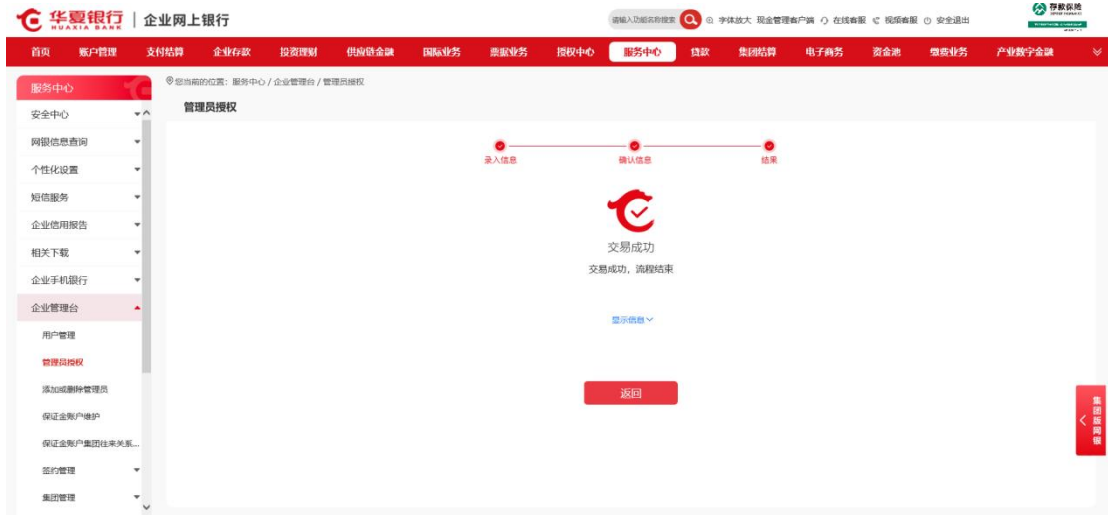 华夏银行 企业网上银行
HUAXIA BANK
请输入功能名称搜索 字体放大 现金管理客户端 在线客服 视频客服 安全退出
存款保险
首页 账户管理 支付结算 企业存款 投资理财 供应链金融 国际业务 票据业务 授权中心 服务中心 贷款 集团结算 电子商务 资金池 缴费业务 产业数字金融
服务中心
您当前的位置：服务中心 / 企业管理台 / 管理员授权
管理员授权
安全中心
网银信息查询
个性化设置
短信服务
企业信用报告
相关下载
企业手机银行
企业管理台
用户管理
管理员授权
添加或删除管理员
保证金账户维护
保证金账户集团往来关系...
签约管理
集团管理
录入信息 确认信息 结果
交易成功
交易成功，流程结束
显示信息
返回
集团版网银